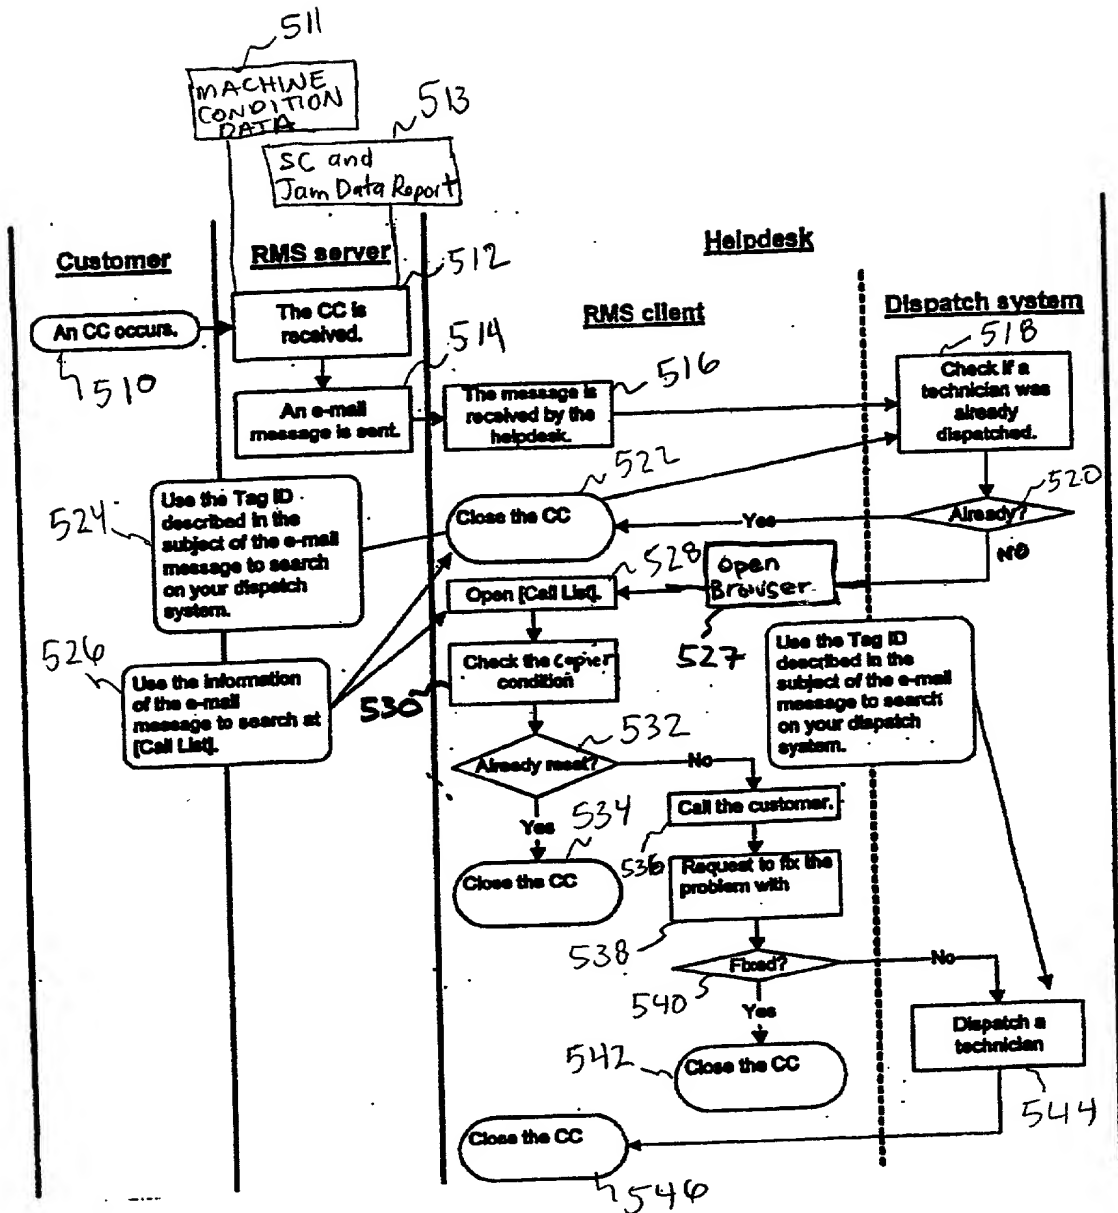 511
MACHINE
CONDITION
DATA
513
SC and
Jam Data Report
Customer
RMS server
Helpdesk
512
RMS client
Dispatch system
An CC occurs.
510
The CC is
received.
514
An e-mail
message is sent.
516
The message is
received by the
helpdesk.
518
Check if a
technician was
already
dispatched.
520
Already?
Yes
NO
522
Close the CC
524
Use the Tag ID
described in the
subject of the e-mail
message to search
on your dispatch
system.
528
Open [Call List].
Open
Browser
527
526
Use the information
of the e-mail
message to search at
[Call List].
530
Check the copier
condition
Use the Tag ID
described in the
subject of the e-mail
message to search
on your dispatch
system.
532
Already reset?
No
Yes
534
Close the CC
Call the customer.
536
Request to fix the
problem with
538
Fixed?
No
540
Yes
542
Close the CC
Dispatch a
technician
544
Close the CC
546